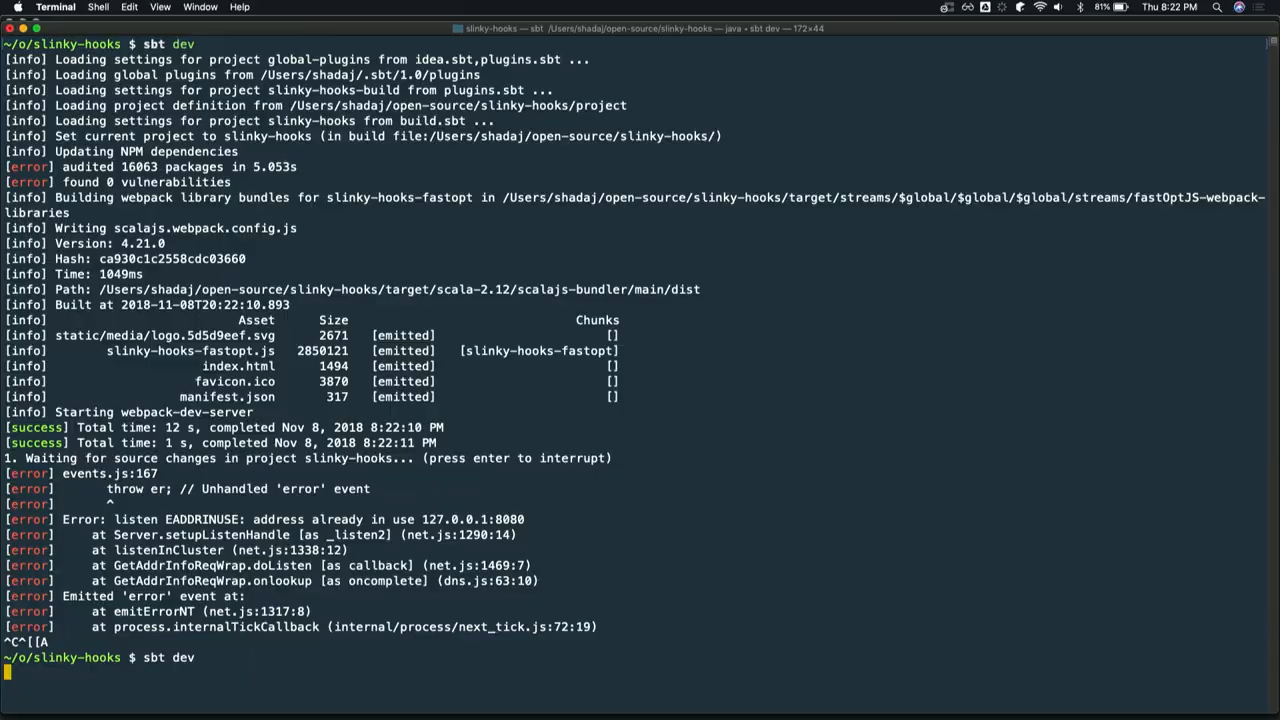 Terminal Shell Edit View Window Help 81% Thu 8:22 PM
slinky-hooks — sbt /Users/shadaj/open-source/slinky-hooks — java ◂ sbt dev — 172×44
~/o/slinky-hooks $ sbt dev
[info] Loading settings for project global-plugins from idea.sbt,plugins.sbt ...
[info] Loading global plugins from /Users/shadaj/.sbt/1.0/plugins
[info] Loading settings for project slinky-hooks-build from plugins.sbt ...
[info] Loading project definition from /Users/shadaj/open-source/slinky-hooks/project
[info] Loading settings for project slinky-hooks from build.sbt ...
[info] Set current project to slinky-hooks (in build file:/Users/shadaj/open-source/slinky-hooks/)
[info] Updating NPM dependencies
[error] audited 16063 packages in 5.053s
[error] found 0 vulnerabilities
[info] Building webpack library bundles for slinky-hooks-fastopt in /Users/shadaj/open-source/slinky-hooks/target/streams/$global/$global/$global/streams/fastOptJS-webpack-
libraries
[info] Writing scalajs.webpack.config.js
[info] Version: 4.21.0
[info] Hash: ca930c1c2558cdc03660
[info] Time: 1049ms
[info] Path: /Users/shadaj/open-source/slinky-hooks/target/scala-2.12/scalajs-bundler/main/dist
[info] Built at 2018-11-08T20:22:10.893
[info] Asset Size Chunks
[info] static/media/logo.5d5d9eef.svg 2671 [emitted] []
[info] slinky-hooks-fastopt.js 2850121 [emitted] [slinky-hooks-fastopt]
[info] index.html 1494 [emitted] []
[info] favicon.ico 3870 [emitted] []
[info] manifest.json 317 [emitted] []
[info] Starting webpack-dev-server
[success] Total time: 12 s, completed Nov 8, 2018 8:22:10 PM
[success] Total time: 1 s, completed Nov 8, 2018 8:22:11 PM
1. Waiting for source changes in project slinky-hooks... (press enter to interrupt)
[error] events.js:167
[error] throw er; // Unhandled 'error' event
[error] ^
[error] Error: listen EADDRINUSE: address already in use 127.0.0.1:8080
[error] at Server.setupListenHandle [as _listen2] (net.js:1290:14)
[error] at listenInCluster (net.js:1338:12)
[error] at GetAddrInfoReqWrap.doListen [as callback] (net.js:1469:7)
[error] at GetAddrInfoReqWrap.onlookup [as oncomplete] (dns.js:63:10)
[error] Emitted 'error' event at:
[error] at emitErrorNT (net.js:1317:8)
[error] at process.internalTickCallback (internal/process/next_tick.js:72:19)
^C^[[A
~/o/slinky-hooks $ sbt dev